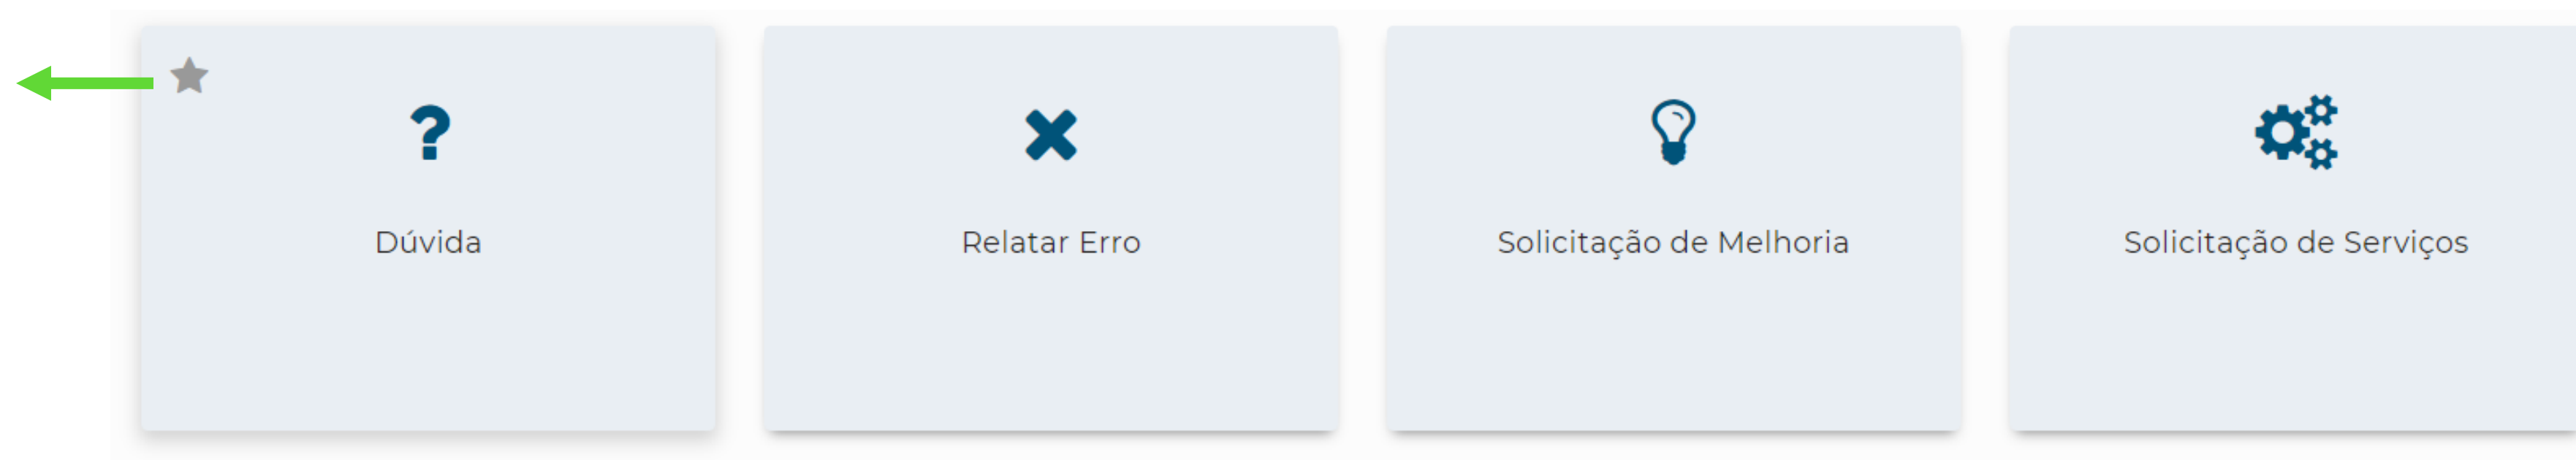 Dúvida
Relatar Erro
Solicitação de Melhoria
Solicitação de Serviços